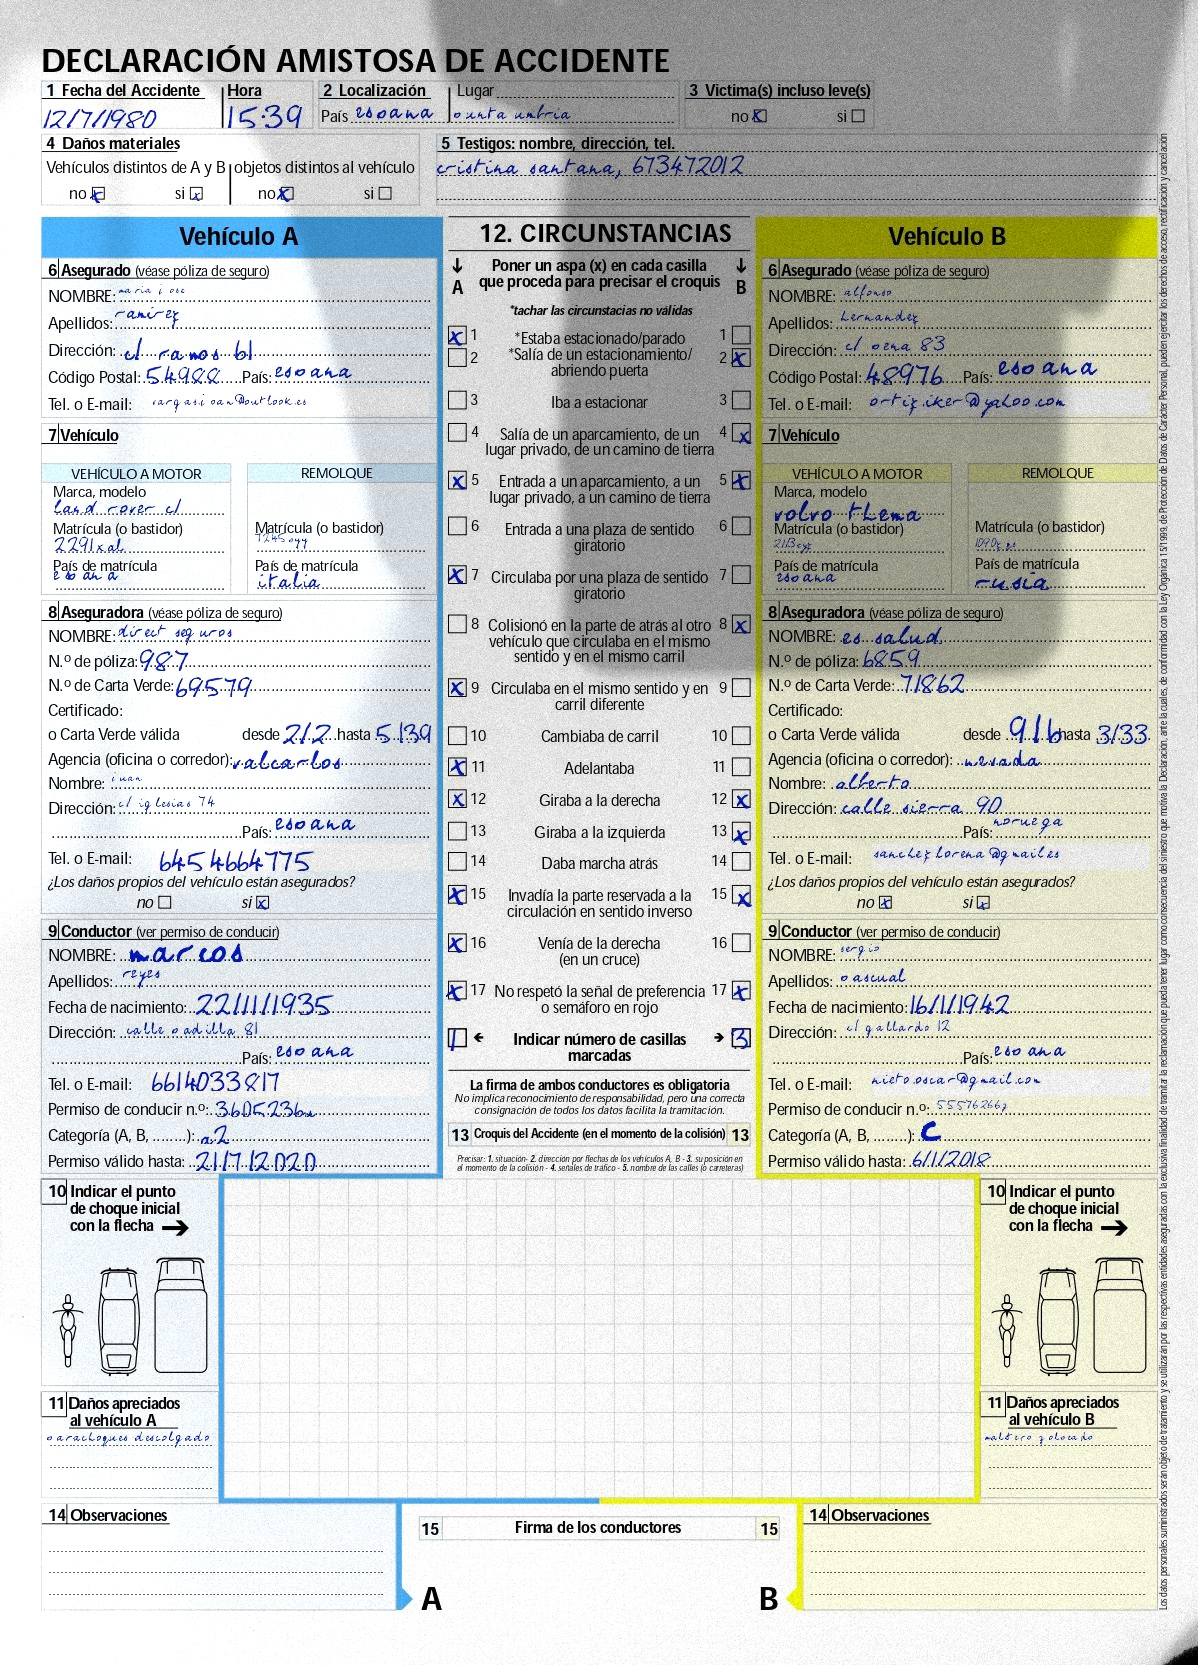 DECLARACIÓN AMISTOSA DE ACCIDENTE
1 Fecha del Accidente Hora 2 Localización Lugar 3 Victima(s) incluso leve(s)
12/7/1980 15:39 País esoana ounta umbria no x si
4 Daños materiales 5 Testigos: nombre, dirección, tel.
Vehículos distintos de A y B objetos distintos al vehículo cristina santana, 673472012
no x si x no x si
Vehículo A
6 Asegurado (véase póliza de seguro)
NOMBRE: maria jose
Apellidos: ramirez
Dirección: c/ ramos 61
Código Postal: 54988 País: esoana
Tel. o E-mail: vargasjoan@outlook.es
7 Vehículo
VEHÍCULO A MOTOR REMOLQUE
Marca, modelo
land rover cl
Matrícula (o bastidor) Matrícula (o bastidor)
2291xal 7245oyy
País de matrícula País de matrícula
esoana italia
8 Aseguradora (véase póliza de seguro)
NOMBRE: direct seguros
N.º de póliza: 987
N.º de Carta Verde: 69579
Certificado:
o Carta Verde válida desde 2/2 hasta 5/39
Agencia (oficina o corredor): valcarlos
Nombre: juan
Dirección: c/ iglesias 74
País: esoana
Tel. o E-mail: 6454664775
¿Los daños propios del vehículo están asegurados?
no si x
9 Conductor (ver permiso de conducir)
NOMBRE: marcos
Apellidos: reyes
Fecha de nacimiento: 22/11/1935
Dirección: calle oadilla 81
País: esoana
Tel. o E-mail: 6614033817
Permiso de conducir n.º: 3605236
Categoría (A, B, ........): a2
Permiso válido hasta: 21/7/2020
12. CIRCUNSTANCIAS
A B
Poner un aspa (x) en cada casilla
que proceda para precisar el croquis
*tachar las circunstacias no válidas
x 1 *Estaba estacionado/parado 1
2 *Salía de un estacionamiento/ 2 x
abriendo puerta
3 Iba a estacionar 3
4 Salía de un aparcamiento, de un 4 x
lugar privado, de un camino de tierra
x 5 Entrada a un aparcamiento, a un 5 x
lugar privado, a un camino de tierra
6 Entrada a una plaza de sentido 6
giratorio
x 7 Circulaba por una plaza de sentido 7
giratorio
8 Colisionó en la parte de atrás al otro 8 x
vehículo que circulaba en el mismo
sentido y en el mismo carril
x 9 Circulaba en el mismo sentido y en 9
carril diferente
10 Cambiaba de carril 10
x 11 Adelantaba 11
x 12 Giraba a la derecha 12 x
13 Giraba a la izquierda 13 x
14 Daba marcha atrás 14
x 15 Invadía la parte reservada a la 15 x
circulación en sentido inverso
x 16 Venía de la derecha 16
(en un cruce)
x 17 No respetó la señal de preferencia 17 x
o semáforo en rojo
1 Indicar número de casillas 3
marcadas
La firma de ambos conductores es obligatoria
No implica reconocimiento de responsabilidad, pero una correcta
consignación de todos los datos facilita la tramitación.
13 Croquis del Accidente (en el momento de la colisión) 13
Precisar: 1. situación- 2. dirección por flechas de los vehículos A, B - 3. su posición en
el momento de la colisión - 4. señales de tráfico - 5. nombre de las calles (o carreteras)
Vehículo B
6 Asegurado (véase póliza de seguro)
NOMBRE: alfonso
Apellidos: hernandez
Dirección: c/ oena 83
Código Postal: 48976 País: esoana
Tel. o E-mail: ortiz.iker@yahoo.com
7 Vehículo
VEHÍCULO A MOTOR REMOLQUE
Marca, modelo
volvo thema
Matrícula (o bastidor) Matrícula (o bastidor)
País de matrícula País de matrícula
esoana rusia
8 Aseguradora (véase póliza de seguro)
NOMBRE: es salud
N.º de póliza: 6859
N.º de Carta Verde: 71862
Certificado:
o Carta Verde válida desde 9/6 hasta 3/33
Agencia (oficina o corredor): nevada
Nombre: alberto
Dirección: calle sierra 90
País: noruega
Tel. o E-mail: sanchezlorena@gmail.es
¿Los daños propios del vehículo están asegurados?
no x si x
9 Conductor (ver permiso de conducir)
NOMBRE: sergio
Apellidos: oascual
Fecha de nacimiento: 16/1/1942
Dirección: c/ gallardo 12
País: esoana
Tel. o E-mail: nieto.oscar@gmail.com
Permiso de conducir n.º:
Categoría (A, B, ........): c
Permiso válido hasta: 6/1/2018
10 Indicar el punto
de choque inicial
con la flecha
10 Indicar el punto
de choque inicial
con la flecha
11 Daños apreciados
al vehículo A
oarachoques descolgado
11 Daños apreciados
al vehículo B
14 Observaciones
15 Firma de los conductores 15
14 Observaciones
A B
Los datos personales suministrados serán objeto de tratamiento y se utilizarán por las respectivas entidades aseguradas con la exclusiva finalidad de tramitar la reclamación que pueda tener lugar como consecuencia del siniestro que motiva la Declaración, ante la cuales, de conformidad con la Ley Orgánica 15/1999, de Protección de Datos de Carácter Personal, pueden ejercitar los derechos de acceso, rectificación y cancelación